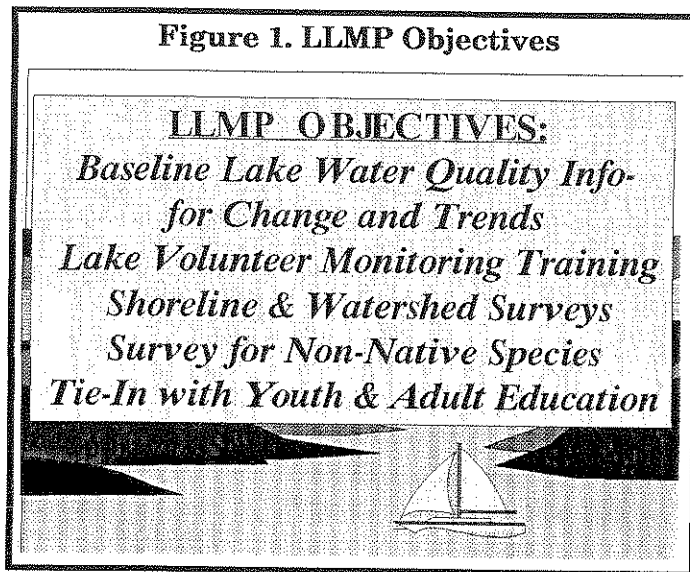 Figure 1. LLMP Objectives
LLMP OBJECTIVES:
Baseline Lake Water Quality Info-
for Change and Trends
Lake Volunteer Monitoring Training
Shoreline & Watershed Surveys
Survey for Non-Native Species
Tie-In with Youth & Adult Education